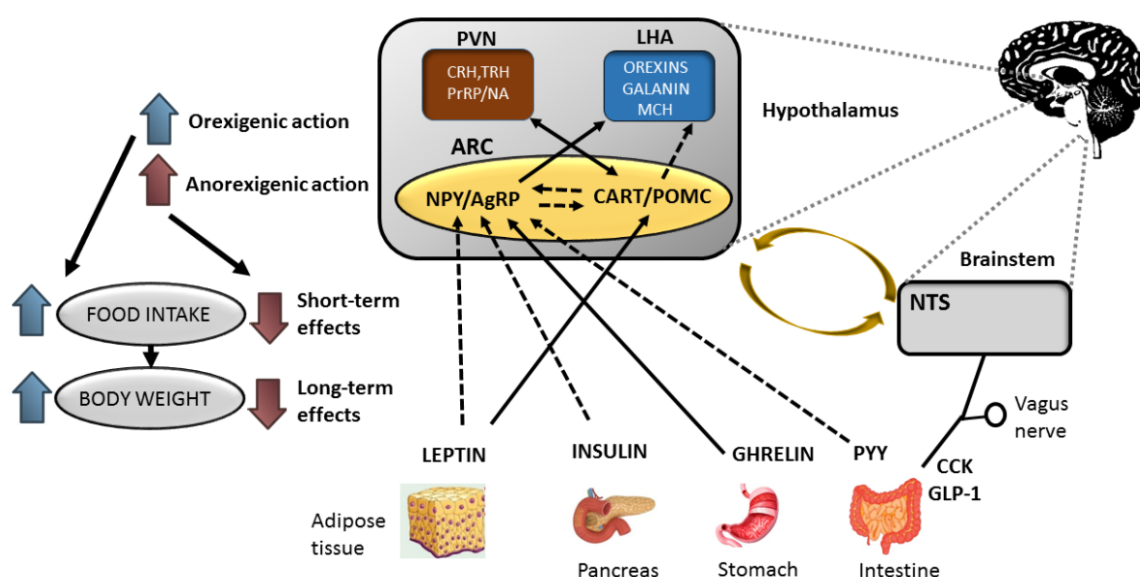 PVN
LHA
CRH,TRH
PrRP/NA
OREXINS
GALANIN
MCH
Hypothalamus
Orexigenic action
Anorexigenic action
ARC
NPY/AgRP
CART/POMC
Brainstem
NTS
FOOD INTAKE
Short-term
effects
BODY WEIGHT
Long-term
effects
Vagus
nerve
LEPTIN
INSULIN
GHRELIN
PYY
CCK
GLP-1
Adipose
tissue
Pancreas
Stomach
Intestine